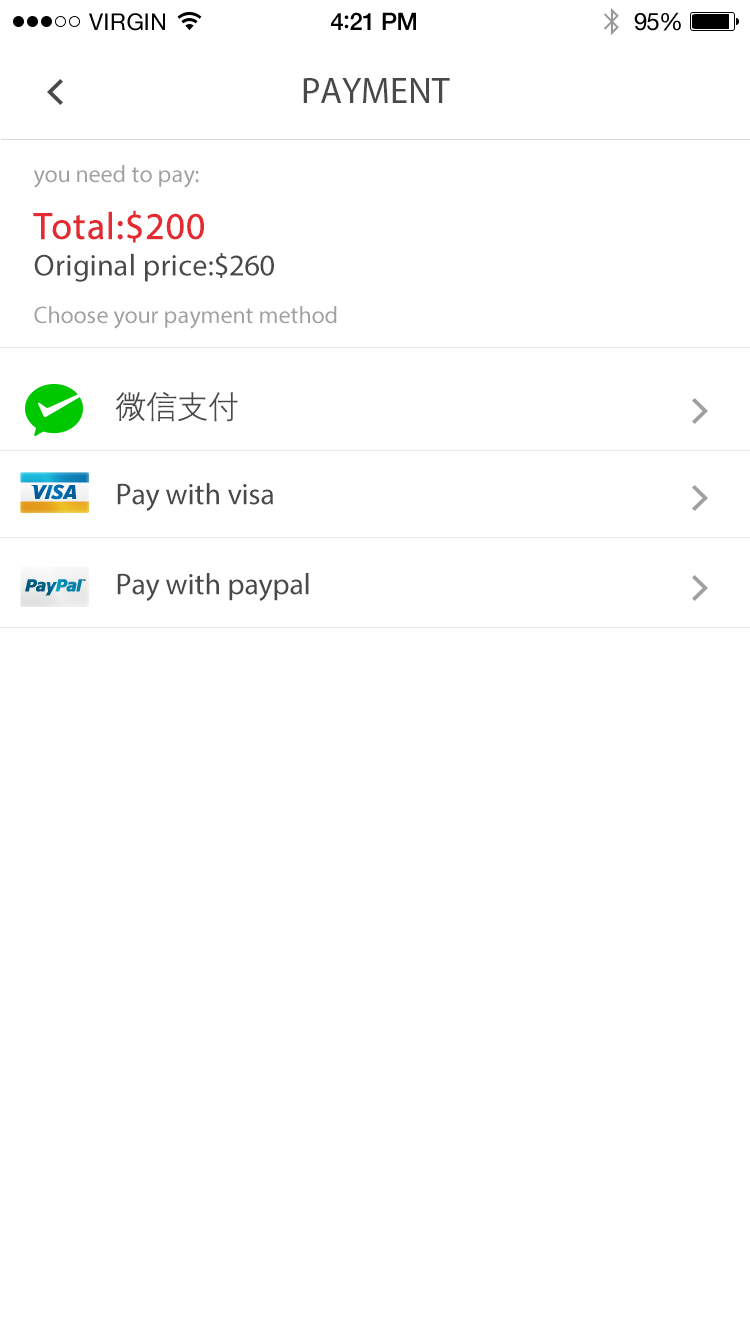 VIRGIN 4:21 PM 95%
PAYMENT
you need to pay:
Total:$200
Original price:$260
Choose your payment method
微信支付
VISA Pay with visa
PayPal Pay with paypal